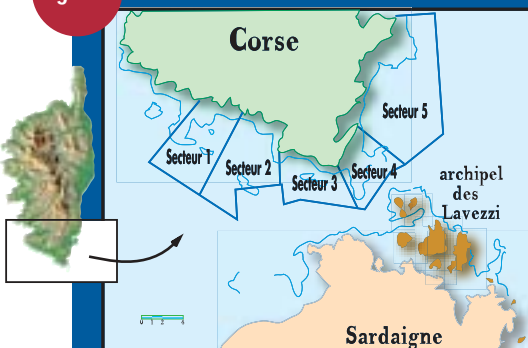 Corse
Secteur 5
Secteur 1
Secteur 2
Secteur 3
Secteur 4
archipel
des
Lavezzi
Sardaigne